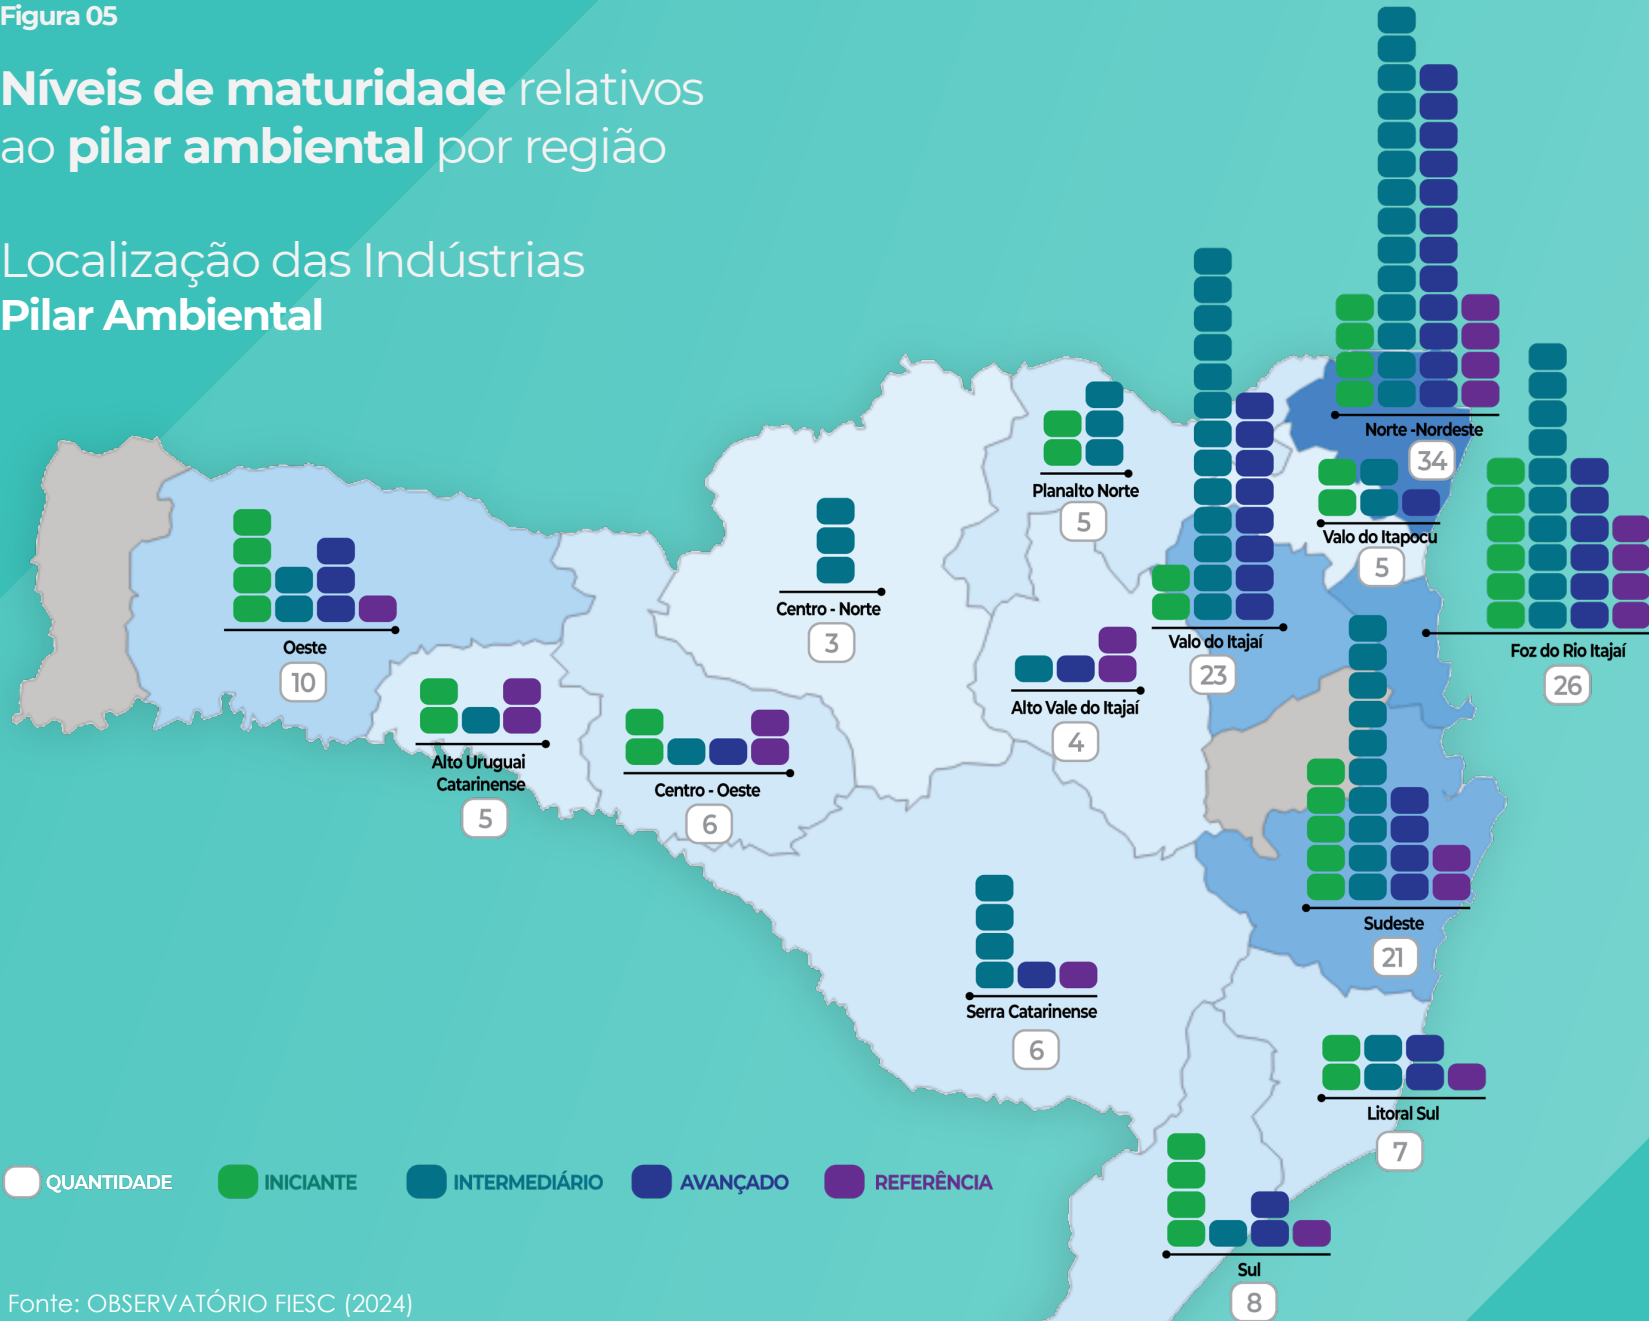 Figura 05
Níveis de maturidade relativos
ao pilar ambiental por região
Localização das Indústrias
Pilar Ambiental
Norte -Nordeste
34
Planalto Norte
5
Valo do Itapocu
5
Oeste
10
Centro - Norte
3
Valo do Itajaí
23
Foz do Rio Itajaí
26
Alto Vale do Itajaí
4
Alto Uruguai
Catarinense
5
Centro - Oeste
6
Sudeste
21
Serra Catarinense
6
Litoral Sul
7
QUANTIDADE INICIANTE INTERMEDIÁRIO AVANÇADO REFERÊNCIA
Sul
8
Fonte: OBSERVATÓRIO FIESC (2024)